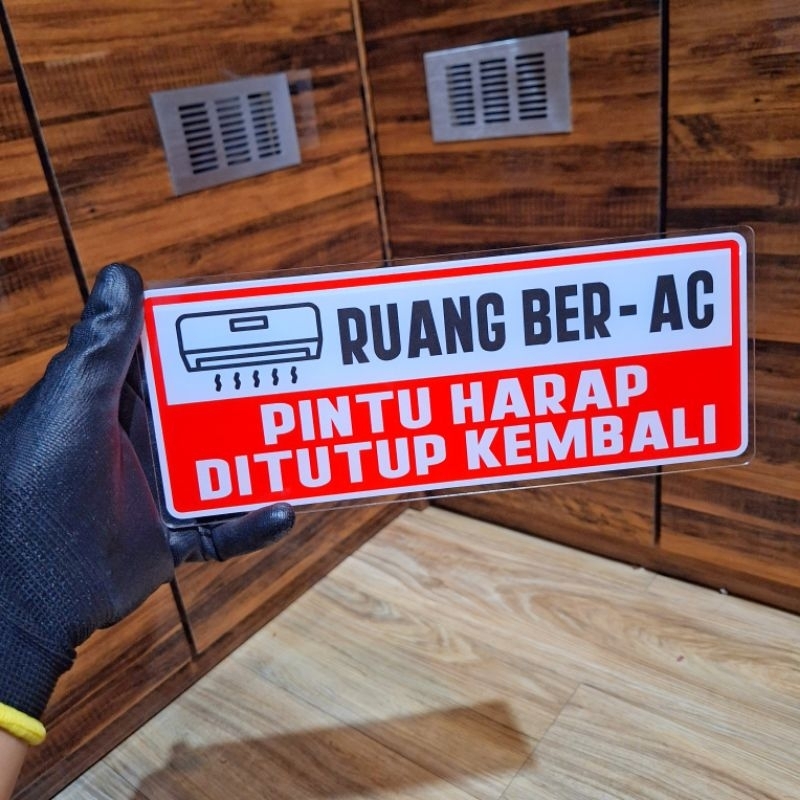 RUANG BER-AC
PINTU HARAP
DITUTUP KEMBALI